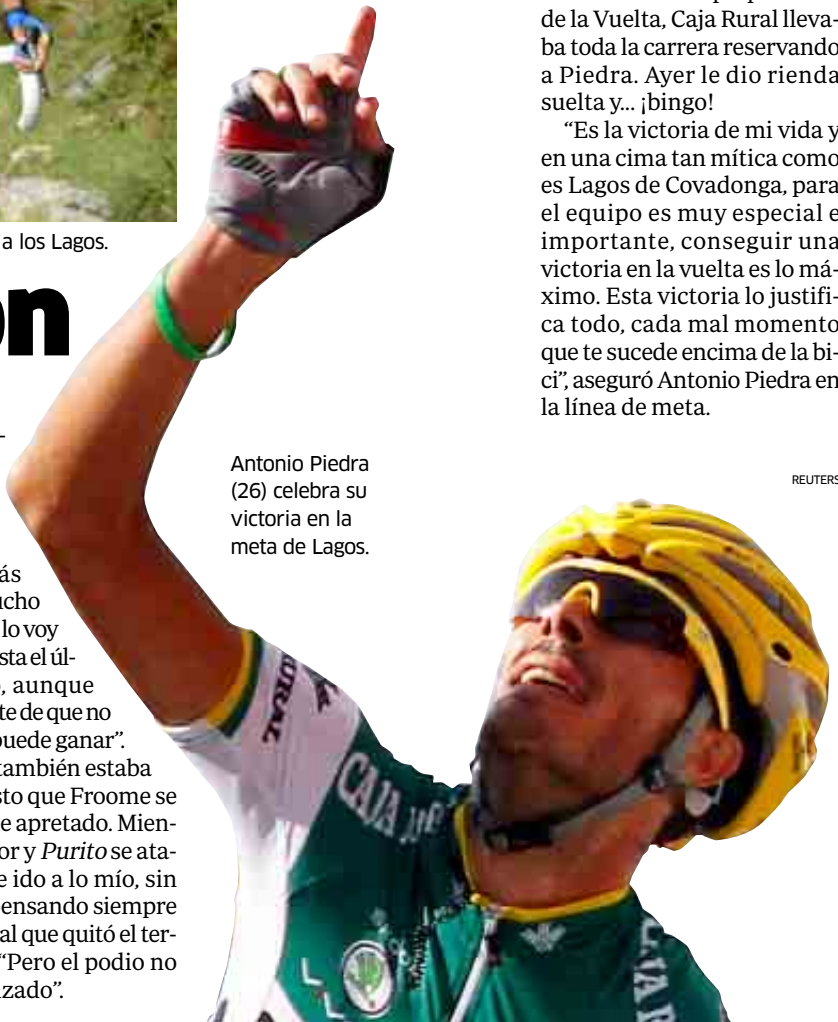 a los Lagos.
ón
-
ás
ucho
lo voy
sta el úl-
, aunque
te de que no
puede ganar”.
también estaba
sto que Froome se
e apretado. Mien-
or y Purito se ata-
e ido a lo mío, sin
pensando siempre
al que quitó el ter-
“Pero el podio no
zado”.
Antonio Piedra
(26) celebra su
victoria en la
meta de Lagos.
de la Vuelta, Caja Rural lleva-
ba toda la carrera reservando
a Piedra. Ayer le dio rienda
suelta y... ¡bingo!
“Es la victoria de mi vida y
en una cima tan mítica como
es Lagos de Covadonga, para
el equipo es muy especial e
importante, conseguir una
victoria en la vuelta es lo má-
ximo. Esta victoria lo justifi-
ca todo, cada mal momento
que te sucede encima de la bi-
ci”, aseguró Antonio Piedra en
la línea de meta.
REUTERS
RURAL
CAJA
CAJA R